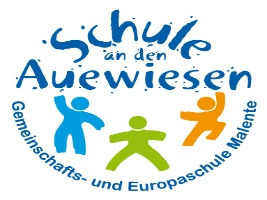 Schule
an den
Auewiesen
Gemeinschafts- und Europaschule Malente